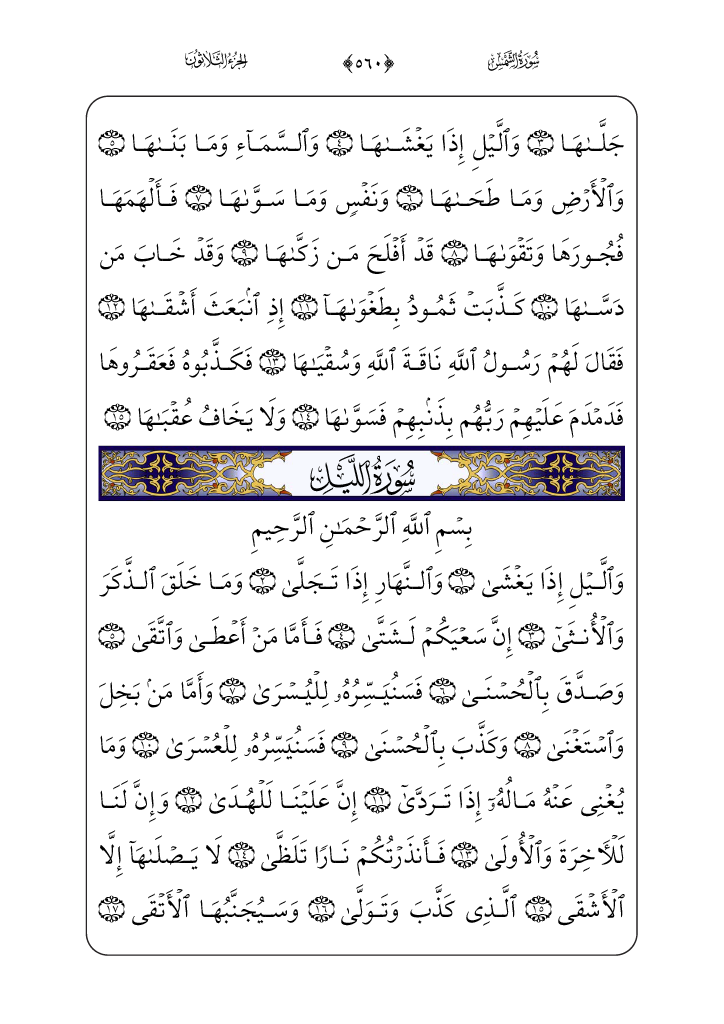 سُورَةُ الشَّمْسِ ﴿٥٦٠﴾ الجُزْءُ الثَّلَاثُونَ
جَلَّىٰهَا ٣ وَٱلَّيْلِ إِذَا يَغْشَىٰهَا ٤ وَٱلسَّمَآءِ وَمَا بَنَىٰهَا ٥
وَٱلْأَرْضِ وَمَا طَحَىٰهَا ٦ وَنَفْسٍ وَمَا سَوَّىٰهَا ٧ فَأَلْهَمَهَا
فُجُورَهَا وَتَقْوَىٰهَا ٨ قَدْ أَفْلَحَ مَن زَكَّىٰهَا ٩ وَقَدْ خَابَ مَن
دَسَّىٰهَا ١٠ كَذَّبَتْ ثَمُودُ بِطَغْوَىٰهَآ ١١ إِذِ ٱنۢبَعَثَ أَشْقَىٰهَا ١٢
فَقَالَ لَهُمْ رَسُولُ ٱللَّهِ نَاقَةَ ٱللَّهِ وَسُقْيَـٰهَا ١٣ فَكَذَّبُوهُ فَعَقَرُوهَا
فَدَمْدَمَ عَلَيْهِمْ رَبُّهُم بِذَنۢبِهِمْ فَسَوَّىٰهَا ١٤ وَلَا يَخَافُ عُقْبَـٰهَا ١٥
سُورَةُ اللَّيْلِ
بِسْمِ ٱللَّهِ ٱلرَّحْمَـٰنِ ٱلرَّحِيمِ
وَٱلَّيْلِ إِذَا يَغْشَىٰ ١ وَٱلنَّهَارِ إِذَا تَجَلَّىٰ ٢ وَمَا خَلَقَ ٱلذَّكَرَ
وَٱلْأُنثَىٰٓ ٣ إِنَّ سَعْيَكُمْ لَشَتَّىٰ ٤ فَأَمَّا مَنْ أَعْطَىٰ وَٱتَّقَىٰ ٥
وَصَدَّقَ بِٱلْحُسْنَىٰ ٦ فَسَنُيَسِّرُهُۥ لِلْيُسْرَىٰ ٧ وَأَمَّا مَنۢ بَخِلَ
وَٱسْتَغْنَىٰ ٨ وَكَذَّبَ بِٱلْحُسْنَىٰ ٩ فَسَنُيَسِّرُهُۥ لِلْعُسْرَىٰ ١٠ وَمَا
يُغْنِى عَنْهُ مَالُهُۥٓ إِذَا تَرَدَّىٰٓ ١١ إِنَّ عَلَيْنَا لَلْهُدَىٰ ١٢ وَإِنَّ لَنَا
لَلْـَٔاخِرَةَ وَٱلْأُولَىٰ ١٣ فَأَنذَرْتُكُمْ نَارًا تَلَظَّىٰ ١٤ لَا يَصْلَىٰهَآ إِلَّا
ٱلْأَشْقَى ١٥ ٱلَّذِى كَذَّبَ وَتَوَلَّىٰ ١٦ وَسَيُجَنَّبُهَا ٱلْأَتْقَى ١٧